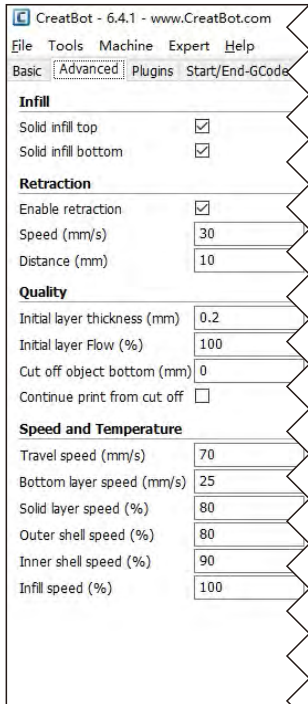 CreatBot - 6.4.1 - www.CreatBot.com
File Tools Machine Expert Help
Basic Advanced Plugins Start/End-GCode
Infill
Solid infill top
Solid infill bottom
Retraction
Enable retraction
Speed (mm/s) 30
Distance (mm) 10
Quality
Initial layer thickness (mm) 0.2
Initial layer Flow (%) 100
Cut off object bottom (mm) 0
Continue print from cut off
Speed and Temperature
Travel speed (mm/s) 70
Bottom layer speed (mm/s) 25
Solid layer speed (%) 80
Outer shell speed (%) 80
Inner shell speed (%) 90
Infill speed (%) 100